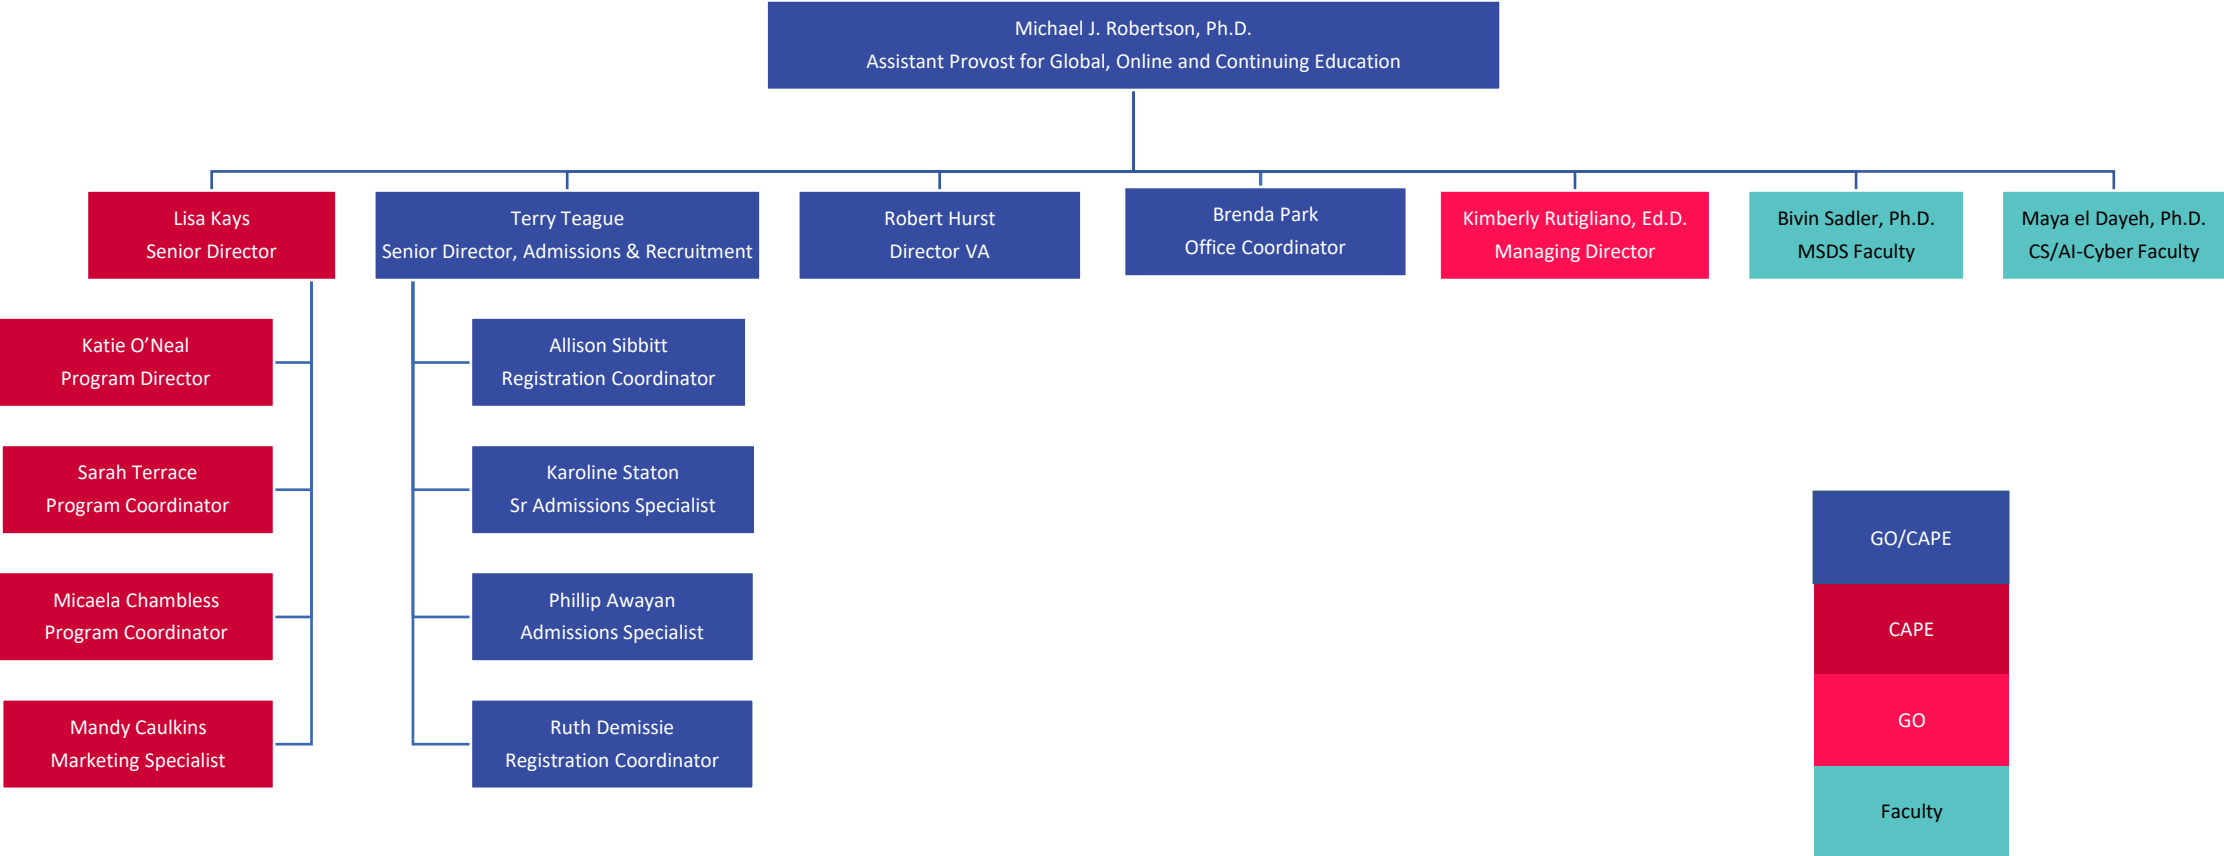 Michael J. Robertson, Ph.D.
Assistant Provost for Global, Online and Continuing Education
Lisa Kays
Senior Director
Terry Teague
Senior Director, Admissions & Recruitment
Robert Hurst
Director VA
Brenda Park
Office Coordinator
Kimberly Rutigliano, Ed.D.
Managing Director
Bivin Sadler, Ph.D.
MSDS Faculty
Maya el Dayeh, Ph.D.
CS/AI-Cyber Faculty
Katie O’Neal
Program Director
Sarah Terrace
Program Coordinator
Micaela Chambless
Program Coordinator
Mandy Caulkins
Marketing Specialist
Allison Sibbitt
Registration Coordinator
Karoline Staton
Sr Admissions Specialist
Phillip Awayan
Admissions Specialist
Ruth Demissie
Registration Coordinator
GO/CAPE
CAPE
GO
Faculty